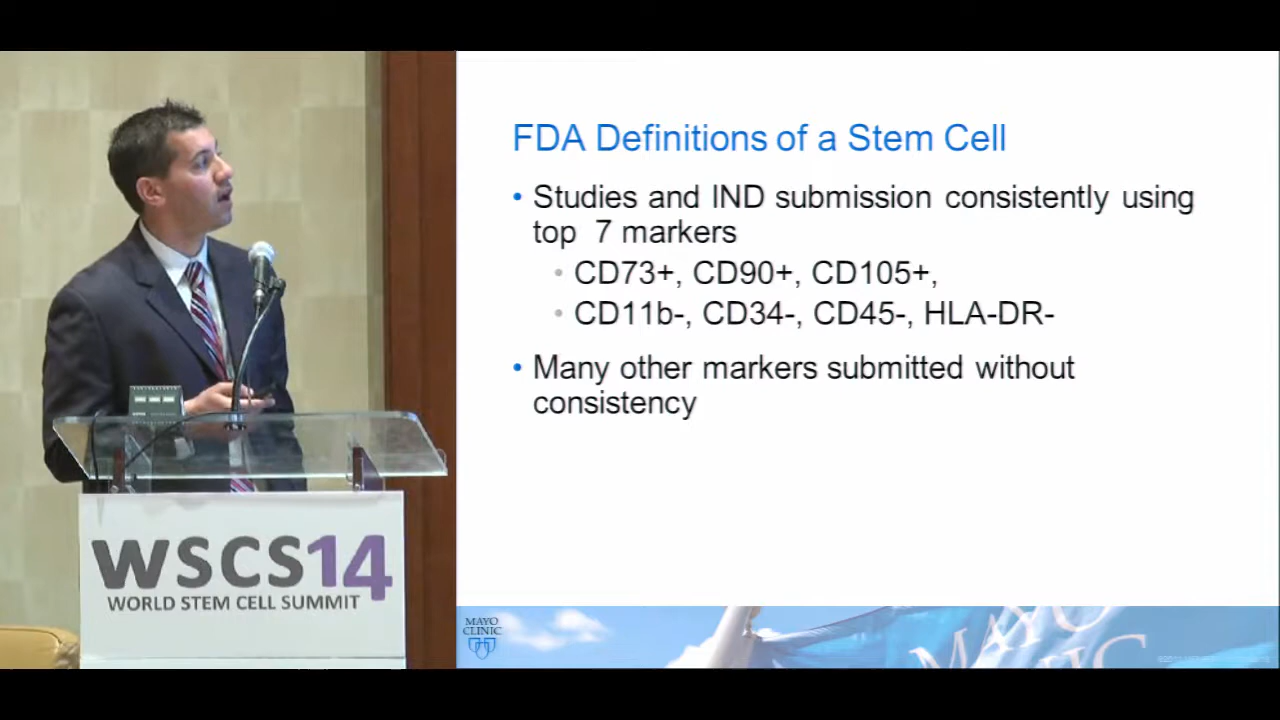 FDA Definitions of a Stem Cell
• Studies and IND submission consistently using
top 7 markers
• CD73+, CD90+, CD105+,
• CD11b-, CD34-, CD45-, HLA-DR-
• Many other markers submitted without
consistency
WSCS14
WORLD STEM CELL SUMMIT
MAYO
CLINIC
MAYO